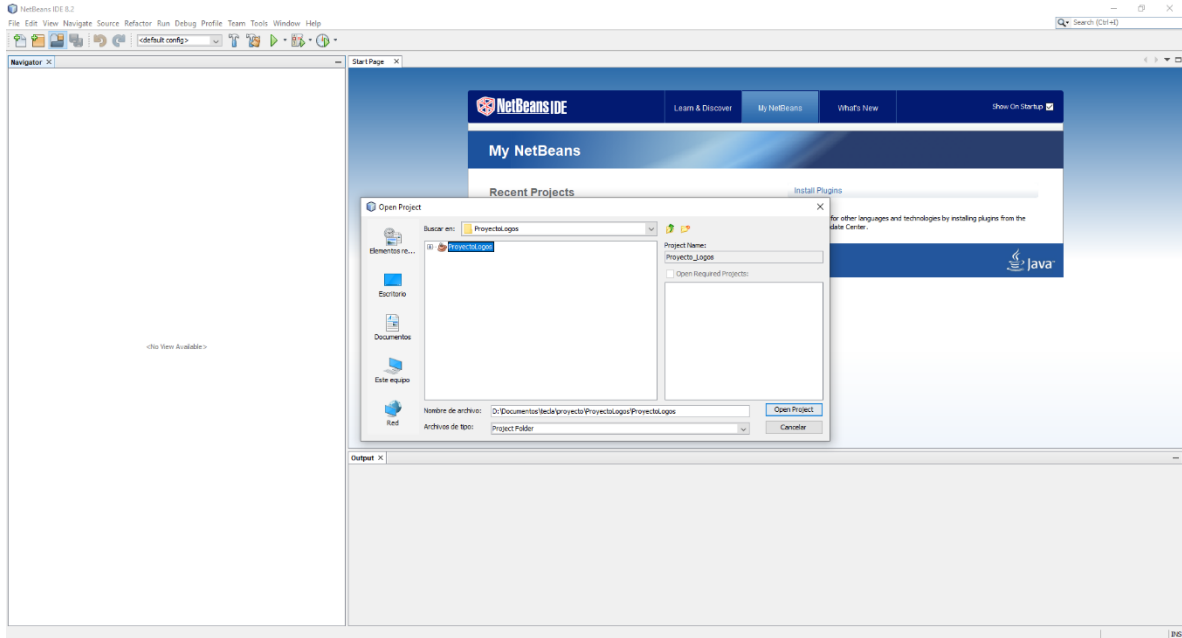 NetBeans IDE 8.2
File Edit View Navigate Source Refactor Run Debug Profile Team Tools Window Help
Search (Ctrl+I)
<default config>
Navigator
Start Page
NetBeans IDE
Learn & Discover
My NetBeans
What's New
Show On Startup
My NetBeans
Recent Projects
Install Plugins
for other languages and technologies by installing plugins from the
date Center.
Java
Open Project
Buscar en:
ProyectoLogos
Elementos re...
Escritorio
Documentos
Este equipo
Red
ProyectoLogos
Project Name:
Proyecto_Logos
Open Required Projects:
Nombre de archivo:
D:\Documentos\tecla\proyecto\ProyectoLogos\ProyectoLogos
Open Project
Archivos de tipo:
Project Folder
Cancelar
<No View Available>
Output
INS